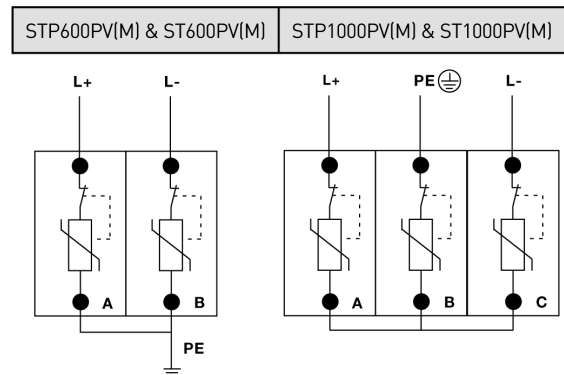 STP600PV(M) & ST600PV(M) STP1000PV(M) & ST1000PV(M)
L+ L- L+ PE L-
A B A B C
PE